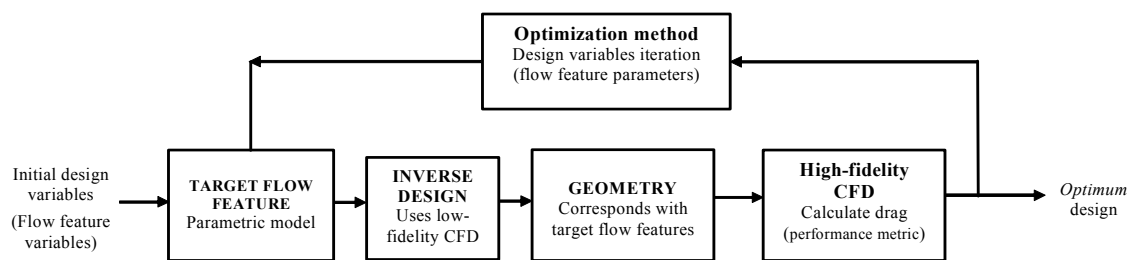 Optimization method
Design variables iteration
(flow feature parameters)
Initial design
variables
(Flow feature
variables)
TARGET FLOW
FEATURE
Parametric model
INVERSE
DESIGN
Uses low-
fidelity CFD
GEOMETRY
Corresponds with
target flow features
High-fidelity
CFD
Calculate drag
(performance metric)
Optimum
design